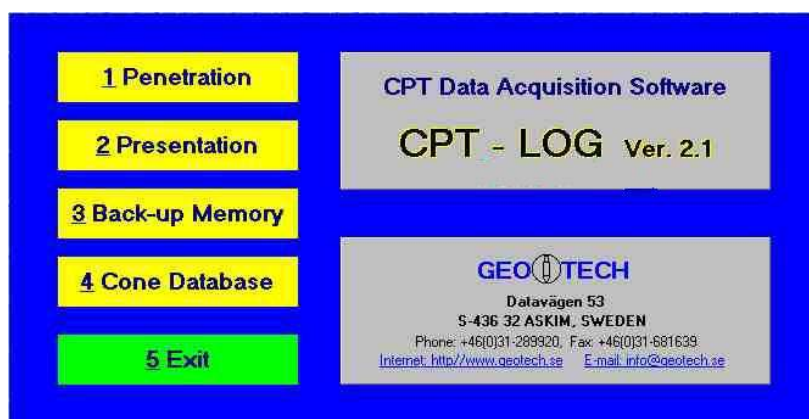 1 Penetration
2 Presentation
3 Back-up Memory
4 Cone Database
5 Exit
CPT Data Acquisition Software
CPT - LOG Ver. 2.1
GEOTECH
Datavägen 53
S-436 32 ASKIM, SWEDEN
Phone: +46(0)31-289920, Fax: +46(0)31-681639
Internet: http//www.geotech.se E-mail: info@geotech.se